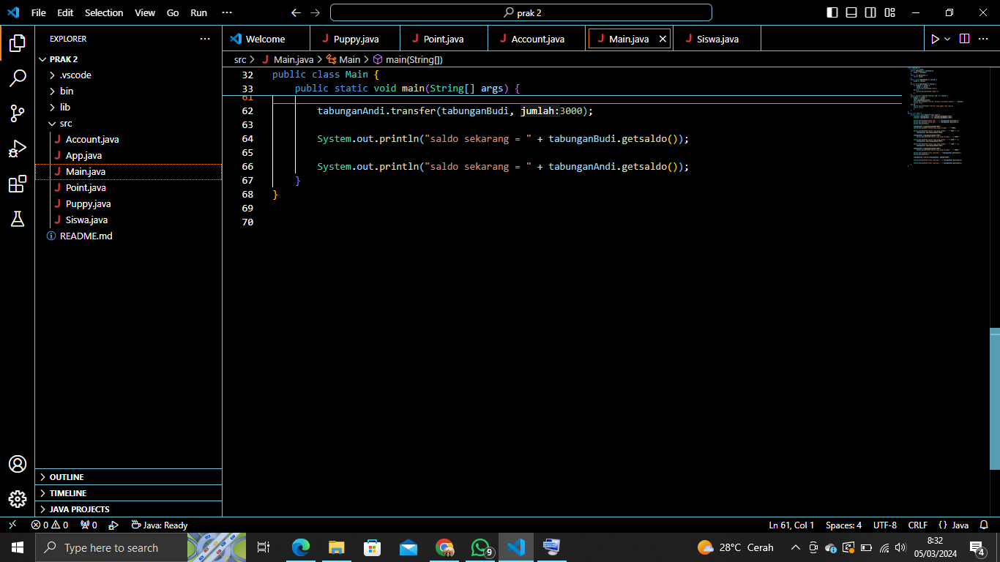 File Edit Selection View Go Run ··· prak 2
EXPLORER ···
Welcome Puppy.java Point.java Account.java Main.java Siswa.java
PRAK 2
.vscode
bin
lib
src
Account.java
App.java
Main.java
Point.java
Puppy.java
Siswa.java
README.md
OUTLINE
TIMELINE
JAVA PROJECTS
src > Main.java > Main > main(String[])
32 public class Main {
33 public static void main(String[] args) {
61
62 tabunganAndi.transfer(tabunganBudi, jumlah:3000);
63
64 System.out.println("saldo sekarang = " + tabunganBudi.getsaldo());
65
66 System.out.println("saldo sekarang = " + tabunganAndi.getsaldo());
67 }
68 }
69
70
0 0 0 Java: Ready Ln 61, Col 1 Spaces: 4 UTF-8 CRLF {} Java
Type here to search 9 28°C Cerah 8:32
05/03/2024 4